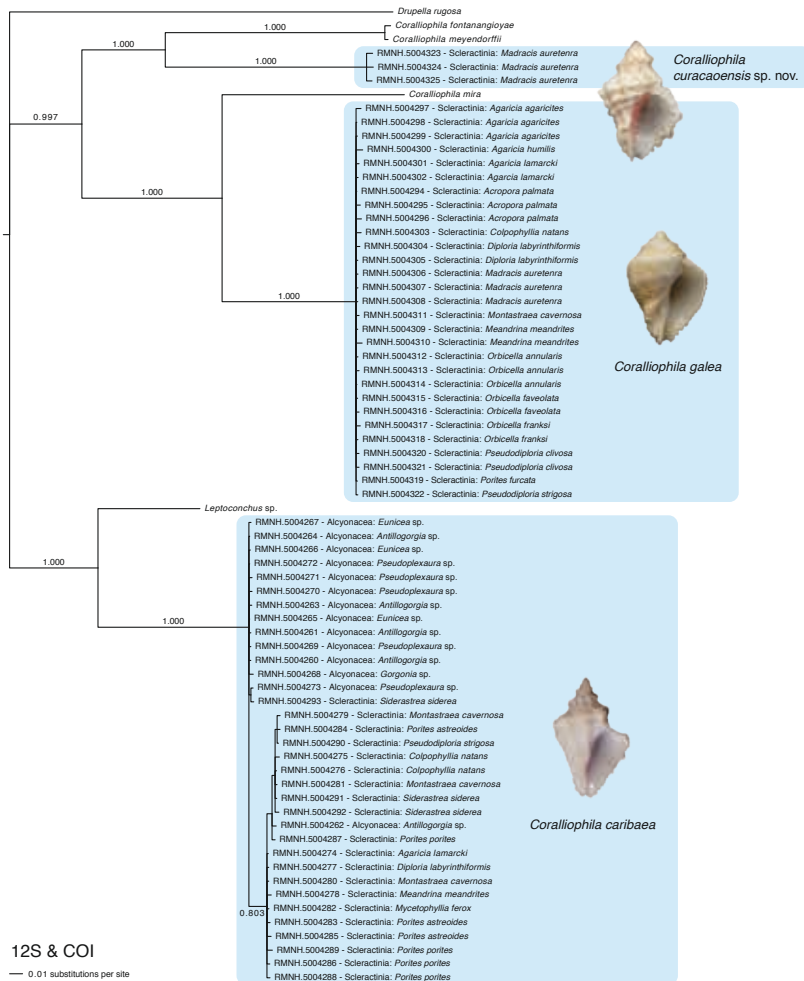 Drupella rugosa
Coralliophila fontanangioyae
1.000
Coralliophila meyendorffii
1.000
RMNH.5004323 - Scleractinia: Madracis auretenra
1.000
RMNH.5004324 - Scleractinia: Madracis auretenra
RMNH.5004325 - Scleractinia: Madracis auretenra
Coralliophila
curacaoensis sp. nov.
Coralliophila mira
0.997
RMNH.5004297 - Scleractinia: Agaricia agaricites
RMNH.5004298 - Scleractinia: Agaricia agaricites
RMNH.5004299 - Scleractinia: Agaricia agaricites
RMNH.5004300 - Scleractinia: Agaricia humilis
RMNH.5004301 - Scleractinia: Agaricia lamarcki
RMNH.5004302 - Scleractinia: Agarcia lamarcki
RMNH.5004294 - Scleractinia: Acropora palmata
1.000
RMNH.5004295 - Scleractinia: Acropora palmata
RMNH.5004296 - Scleractinia: Acropora palmata
RMNH.5004303 - Scleractinia: Colpophyllia natans
RMNH.5004304 - Scleractinia: Diploria labyrinthiformis
RMNH.5004305 - Scleractinia: Diploria labyrinthiformis
RMNH.5004306 - Scleractinia: Madracis auretenra
RMNH.5004307 - Scleractinia: Madracis auretenra
1.000
RMNH.5004308 - Scleractinia: Madracis auretenra
RMNH.5004311 - Scleractinia: Montastraea cavernosa
RMNH.5004309 - Scleractinia: Meandrina meandrites
RMNH.5004310 - Scleractinia: Meandrina meandrites
RMNH.5004312 - Scleractinia: Orbicella annularis
RMNH.5004313 - Scleractinia: Orbicella annularis
RMNH.5004314 - Scleractinia: Orbicella annularis
RMNH.5004315 - Scleractinia: Orbicella faveolata
RMNH.5004316 - Scleractinia: Orbicella faveolata
RMNH.5004317 - Scleractinia: Orbicella franksi
RMNH.5004318 - Scleractinia: Orbicella franksi
RMNH.5004320 - Scleractinia: Pseudodiploria clivosa
RMNH.5004321 - Scleractinia: Pseudodiploria clivosa
RMNH.5004319 - Scleractinia: Porites furcata
RMNH.5004322 - Scleractinia: Pseudodiploria strigosa
Coralliophila galea
Leptoconchus sp.
RMNH.5004267 - Alcyonacea: Eunicea sp.
RMNH.5004264 - Alcyonacea: Antillogorgia sp.
RMNH.5004266 - Alcyonacea: Eunicea sp.
RMNH.5004272 - Alcyonacea: Pseudoplexaura sp.
1.000
RMNH.5004271 - Alcyonacea: Pseudoplexaura sp.
RMNH.5004270 - Alcyonacea: Pseudoplexaura sp.
RMNH.5004263 - Alcyonacea: Antillogorgia sp.
RMNH.5004265 - Alcyonacea: Eunicea sp.
1.000
RMNH.5004261 - Alcyonacea: Antillogorgia sp.
RMNH.5004269 - Alcyonacea: Pseudoplexaura sp.
RMNH.5004260 - Alcyonacea: Antillogorgia sp.
RMNH.5004268 - Alcyonacea: Gorgonia sp.
RMNH.5004273 - Alcyonacea: Pseudoplexaura sp.
RMNH.5004293 - Scleractinia: Siderastrea siderea
RMNH.5004279 - Scleractinia: Montastraea cavernosa
RMNH.5004284 - Scleractinia: Porites astreoides
RMNH.5004290 - Scleractinia: Pseudodiploria strigosa
RMNH.5004275 - Scleractinia: Colpophyllia natans
RMNH.5004276 - Scleractinia: Colpophyllia natans
RMNH.5004281 - Scleractinia: Montastraea cavernosa
RMNH.5004291 - Scleractinia: Siderastrea siderea
RMNH.5004292 - Scleractinia: Siderastrea siderea
RMNH.5004262 - Alcyonacea: Antillogorgia sp.
RMNH.5004287 - Scleractinia: Porites porites
RMNH.5004274 - Scleractinia: Agaricia lamarcki
RMNH.5004277 - Scleractinia: Diploria labyrinthiformis
RMNH.5004280 - Scleractinia: Montastraea cavernosa
RMNH.5004278 - Scleractinia: Meandrina meandrites
RMNH.5004282 - Scleractinia: Mycetophyllia ferox
0.803
RMNH.5004283 - Scleractinia: Porites astreoides
RMNH.5004285 - Scleractinia: Porites astreoides
RMNH.5004289 - Scleractinia: Porites porites
RMNH.5004286 - Scleractinia: Porites porites
RMNH.5004288 - Scleractinia: Porites porites
Coralliophila caribaea
12S & COI
0.01 substitutions per site